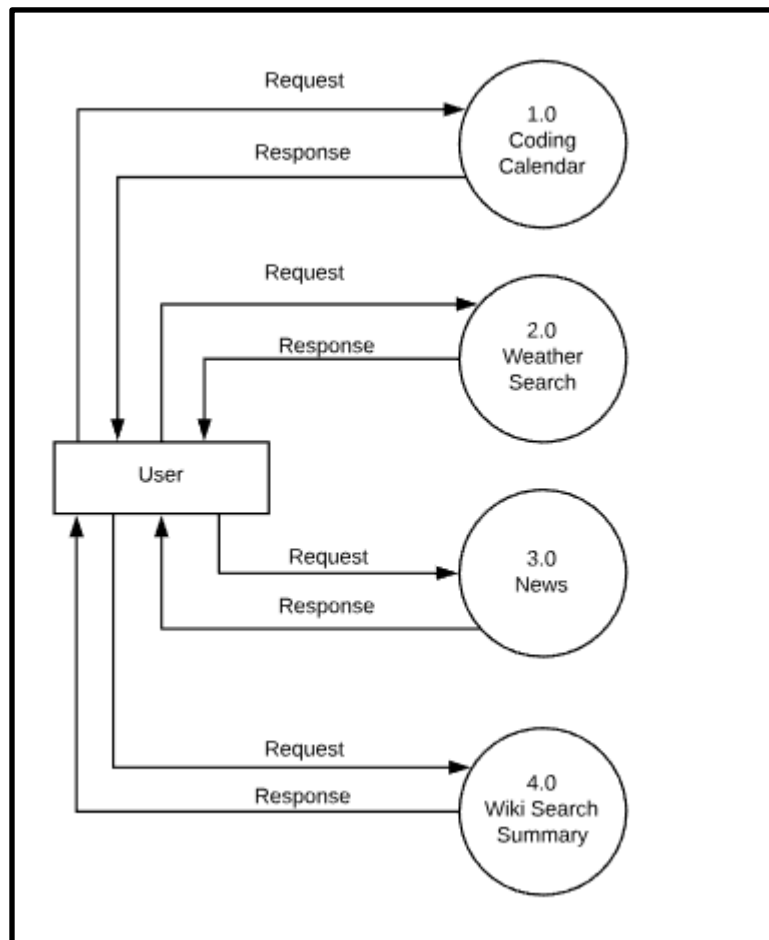 Request
1.0
Coding
Calendar
Response
Request
2.0
Weather
Search
Response
User
3.0
News
Request
Response
Request
4.0
Wiki Search
Summary
Response